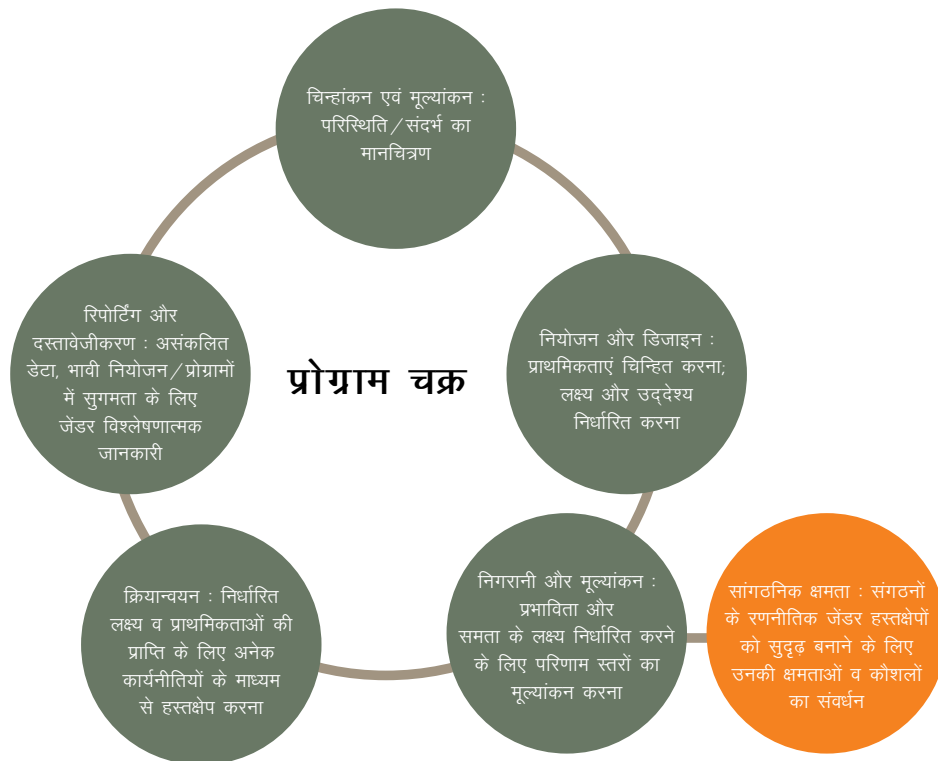 चिन्हांकन एवं मूल्यांकन :
परिस्थिति / संदर्भ का
मानचित्रण
नियोजन और डिजाइन :
प्राथमिकताएं चिन्हित करना;
लक्ष्य और उद्देश्य
निर्धारित करना
रिपोर्टिंग और
दस्तावेजीकरण : असंकलित
डेटा, भावी नियोजन / प्रोग्रामों
में सुगमता के लिए
जेंडर विश्लेषणात्मक
जानकारी
प्रोग्राम चक्र
निगरानी और मूल्यांकन :
प्रभाविता और
समता के लक्ष्य निर्धारित करने
के लिए परिणाम स्तरों का
मूल्यांकन करना
सांगठनिक क्षमता : संगठनों
के रणनीतिक जेंडर हस्तक्षेपों
को सुदृढ़ बनाने के लिए
उनकी क्षमताओं व कौशलों
का संवर्धन
क्रियान्वयन : निर्धारित
लक्ष्य व प्राथमिकताओं की
प्राप्ति के लिए अनेक
कार्यनीतियों के माध्यम
से हस्तक्षेप करना